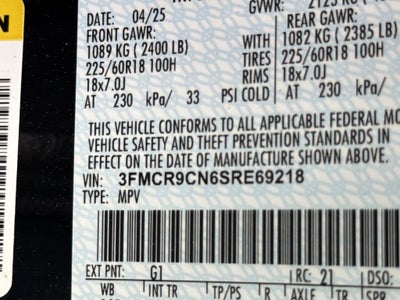 GVWR: 2123 KG
DATE: 04/25
FRONT GAWR: REAR GAWR:
1089 KG (2400 LB) WITH 1082 KG (2385 LB)
225/60R18 100H TIRES 225/60R18 100H
18x7.0J RIMS 18x7.0J
AT 230 kPa/ 33 PSI COLD AT 230 kPa/
THIS VEHICLE CONFORMS TO ALL APPLICABLE FEDERAL MO
VEHICLE SAFETY AND THEFT PREVENTION STANDARDS IN
EFFECT ON THE DATE OF MANUFACTURE SHOWN ABOVE.
VIN: 3FMCR9CN6SRE69218
TYPE: MPV
EXT PNT: G1 RC: 21 DSO:
WB INT TR TP/PS R AXLE TR SPR